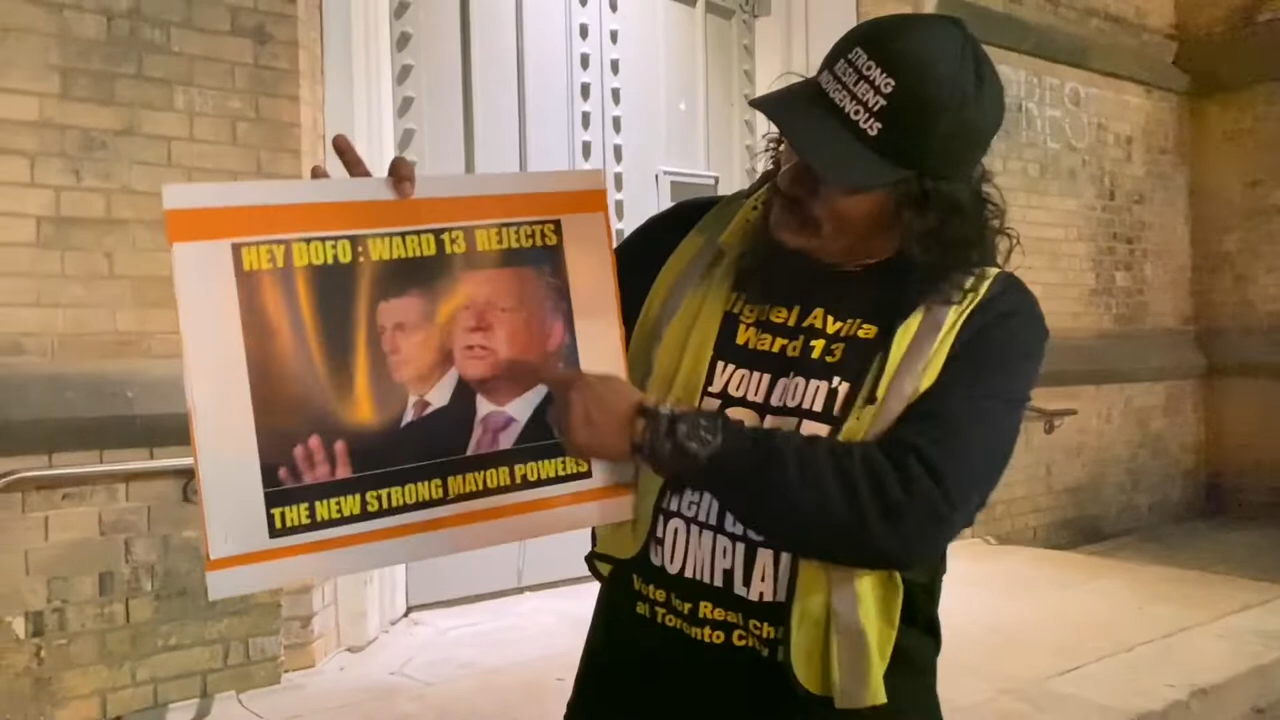 HEY DOFO : WARD 13 REJECTS
THE NEW STRONG MAYOR POWERS
STRONG
RESILIENT
INDIGENOUS
Avila
Ward 13
you don't
COMPLAI
Vote for Real Ch
at Toronto City